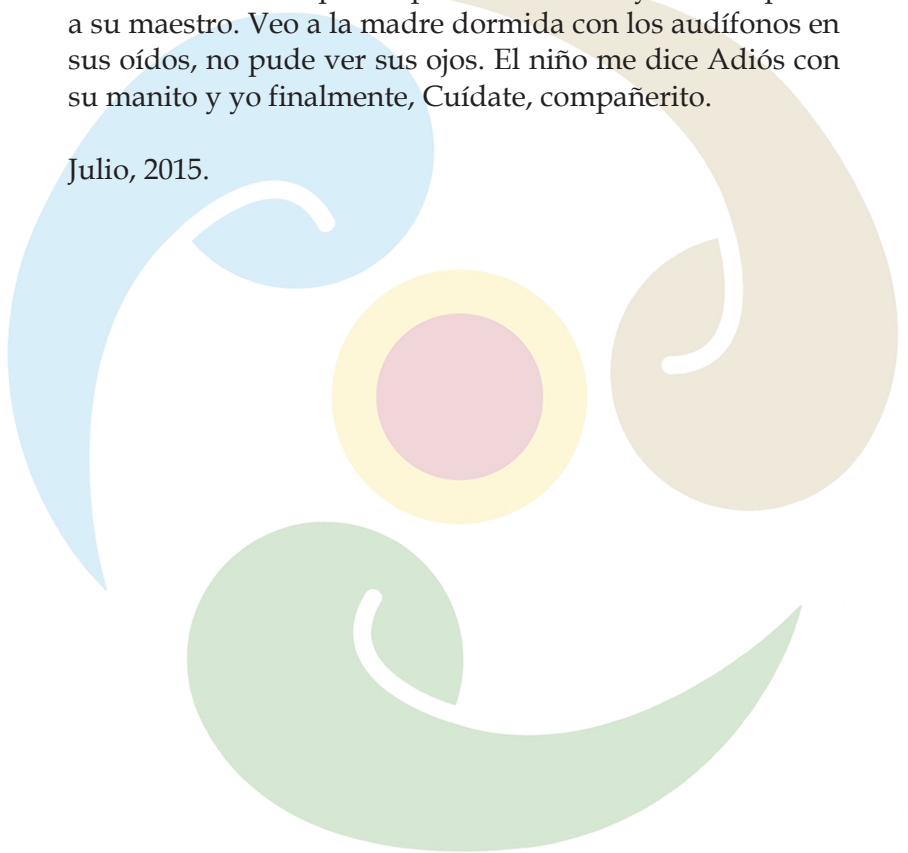 a su maestro. Veo a la madre dormida con los audífonos en
sus oídos, no pude ver sus ojos. El niño me dice Adiós con
su manito y yo finalmente, Cuídate, compañerito.
Julio, 2015.